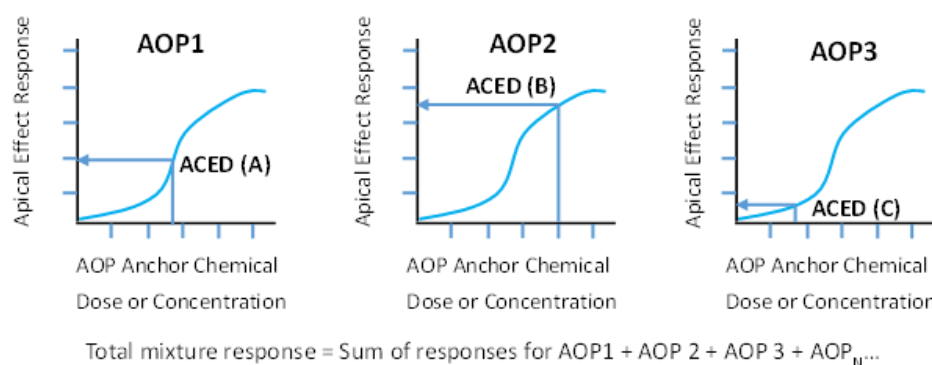 AOP1
Apical Effect Response
ACED (A)
AOP Anchor Chemical
Dose or Concentration
AOP2
Apical Effect Response
ACED (B)
AOP Anchor Chemical
Dose or Concentration
AOP3
Apical Effect Response
ACED (C)
AOP Anchor Chemical
Dose or Concentration
Total mixture response = Sum of responses for AOP1 + AOP 2 + AOP 3 + AOPN...